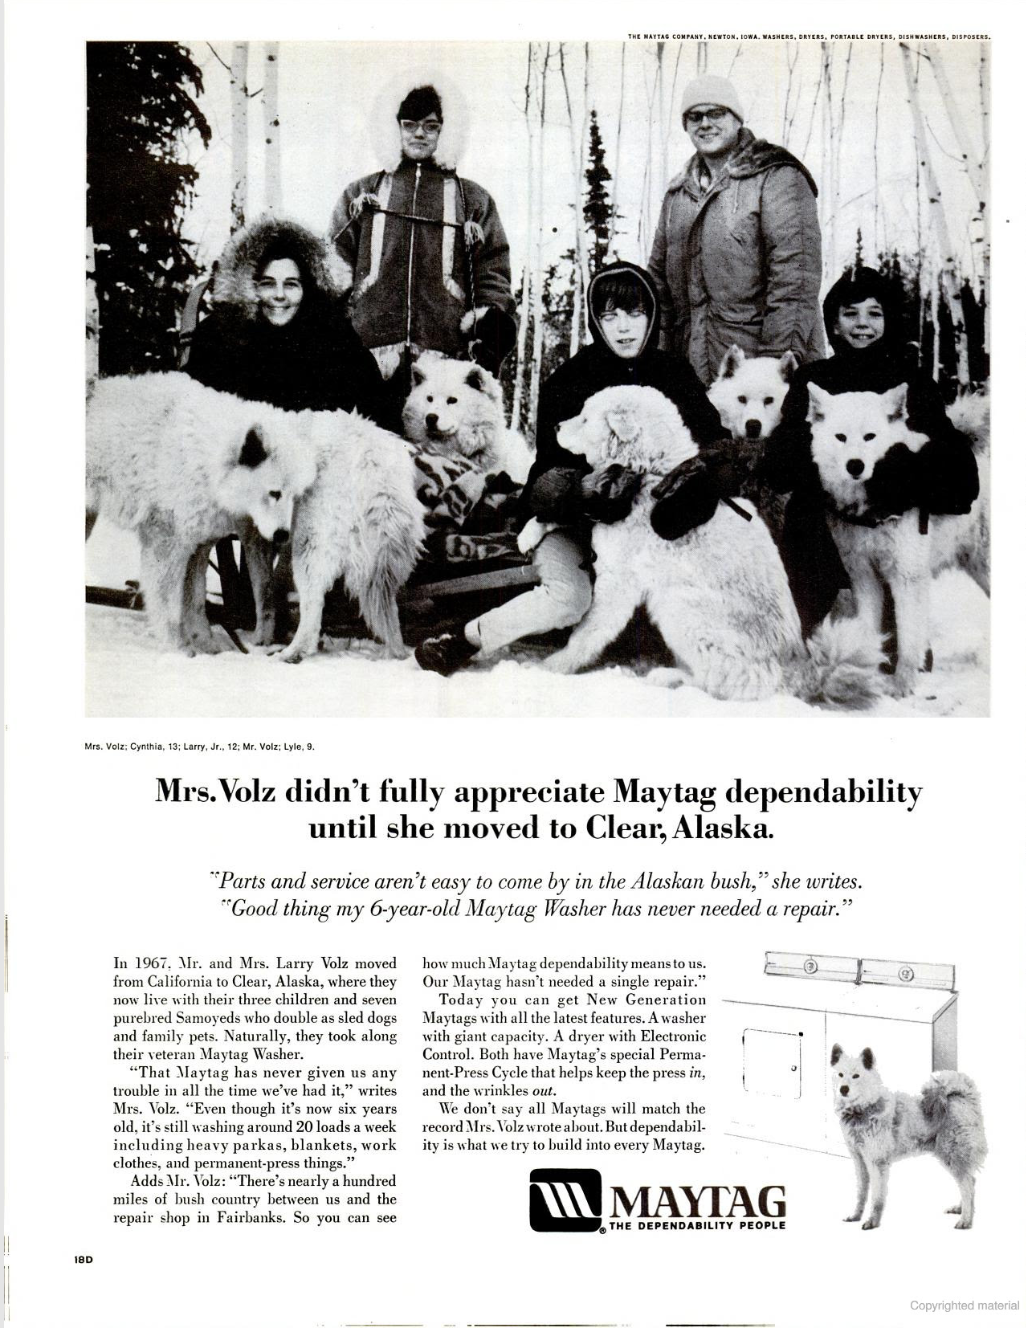 THE MAYTAG COMPANY, NEWTON, IOWA. WASHERS, DRYERS, PORTABLE DRYERS, DISHWASHERS, DISPOSERS.
Mrs. Volz; Cynthia, 13; Larry, Jr., 12; Mr. Volz; Lyle, 9.
Mrs. Volz didn't fully appreciate Maytag dependability
until she moved to Clear, Alaska.
"Parts and service aren't easy to come by in the Alaskan bush," she writes.
"Good thing my 6-year-old Maytag Washer has never needed a repair."
In 1967, Mr. and Mrs. Larry Volz moved
from California to Clear, Alaska, where they
now live with their three children and seven
purebred Samoyeds who double as sled dogs
and family pets. Naturally, they took along
their veteran Maytag Washer.
"That Maytag has never given us any
trouble in all the time we've had it," writes
Mrs. Volz. "Even though it's now six years
old, it's still washing around 20 loads a week
including heavy parkas, blankets, work
clothes, and permanent-press things."
Adds Mr. Volz: "There's nearly a hundred
miles of bush country between us and the
repair shop in Fairbanks. So you can see
how much Maytag dependability means to us.
Our Maytag hasn't needed a single repair."
Today you can get New Generation
Maytags with all the latest features. A washer
with giant capacity. A dryer with Electronic
Control. Both have Maytag's special Perma-
nent-Press Cycle that helps keep the press in,
and the wrinkles out.
We don't say all Maytags will match the
record Mrs. Volz wrote about. But dependabil-
ity is what we try to build into every Maytag.
MAYTAG
® THE DEPENDABILITY PEOPLE
18D
Copyrighted material